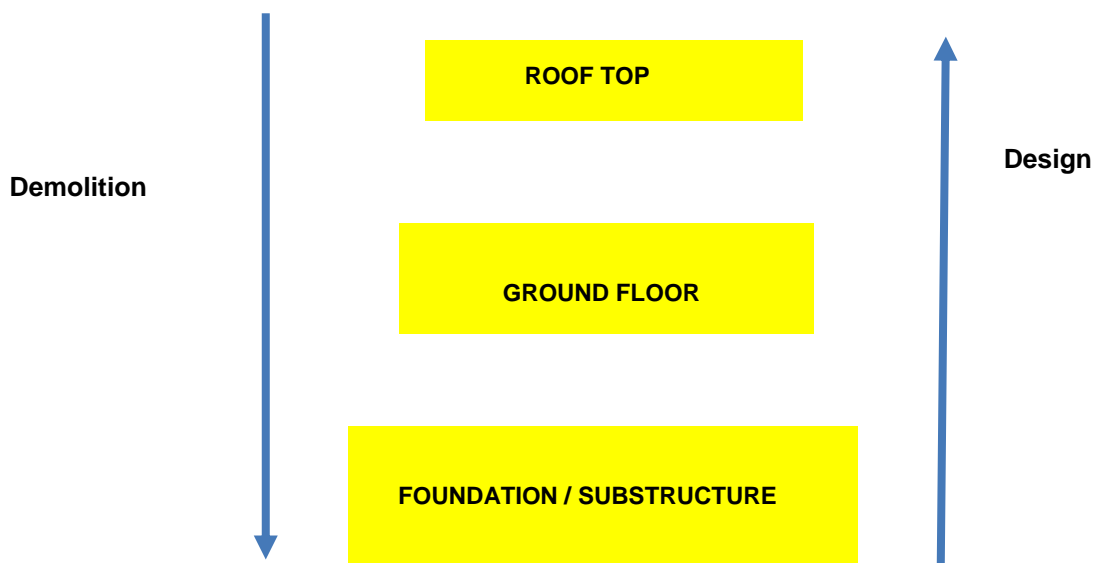 ROOF TOP
Design
Demolition
GROUND FLOOR
FOUNDATION / SUBSTRUCTURE